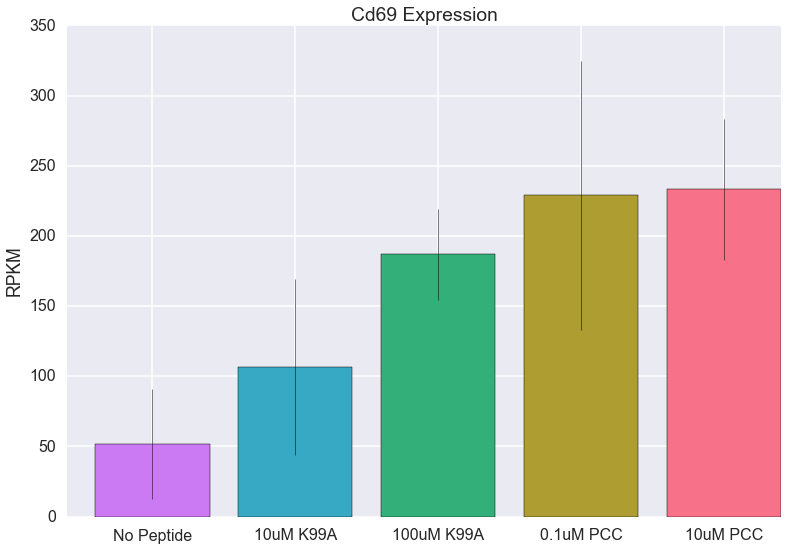 Cd69 Expression
350
300
250
200
150
100
50
0
RPKM
No Peptide
10uM K99A
100uM K99A
0.1uM PCC
10uM PCC